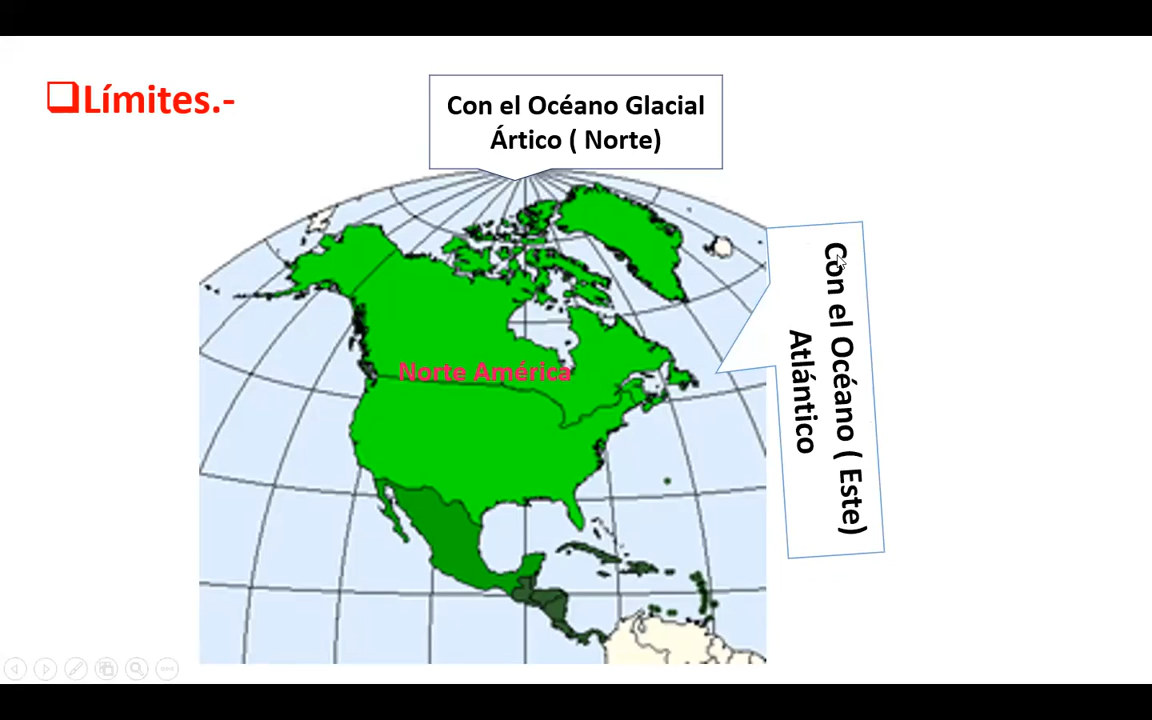 Límites.-
Con el Océano Glacial
Ártico ( Norte)
Con el Océano ( Este)
Atlántico
Norte América